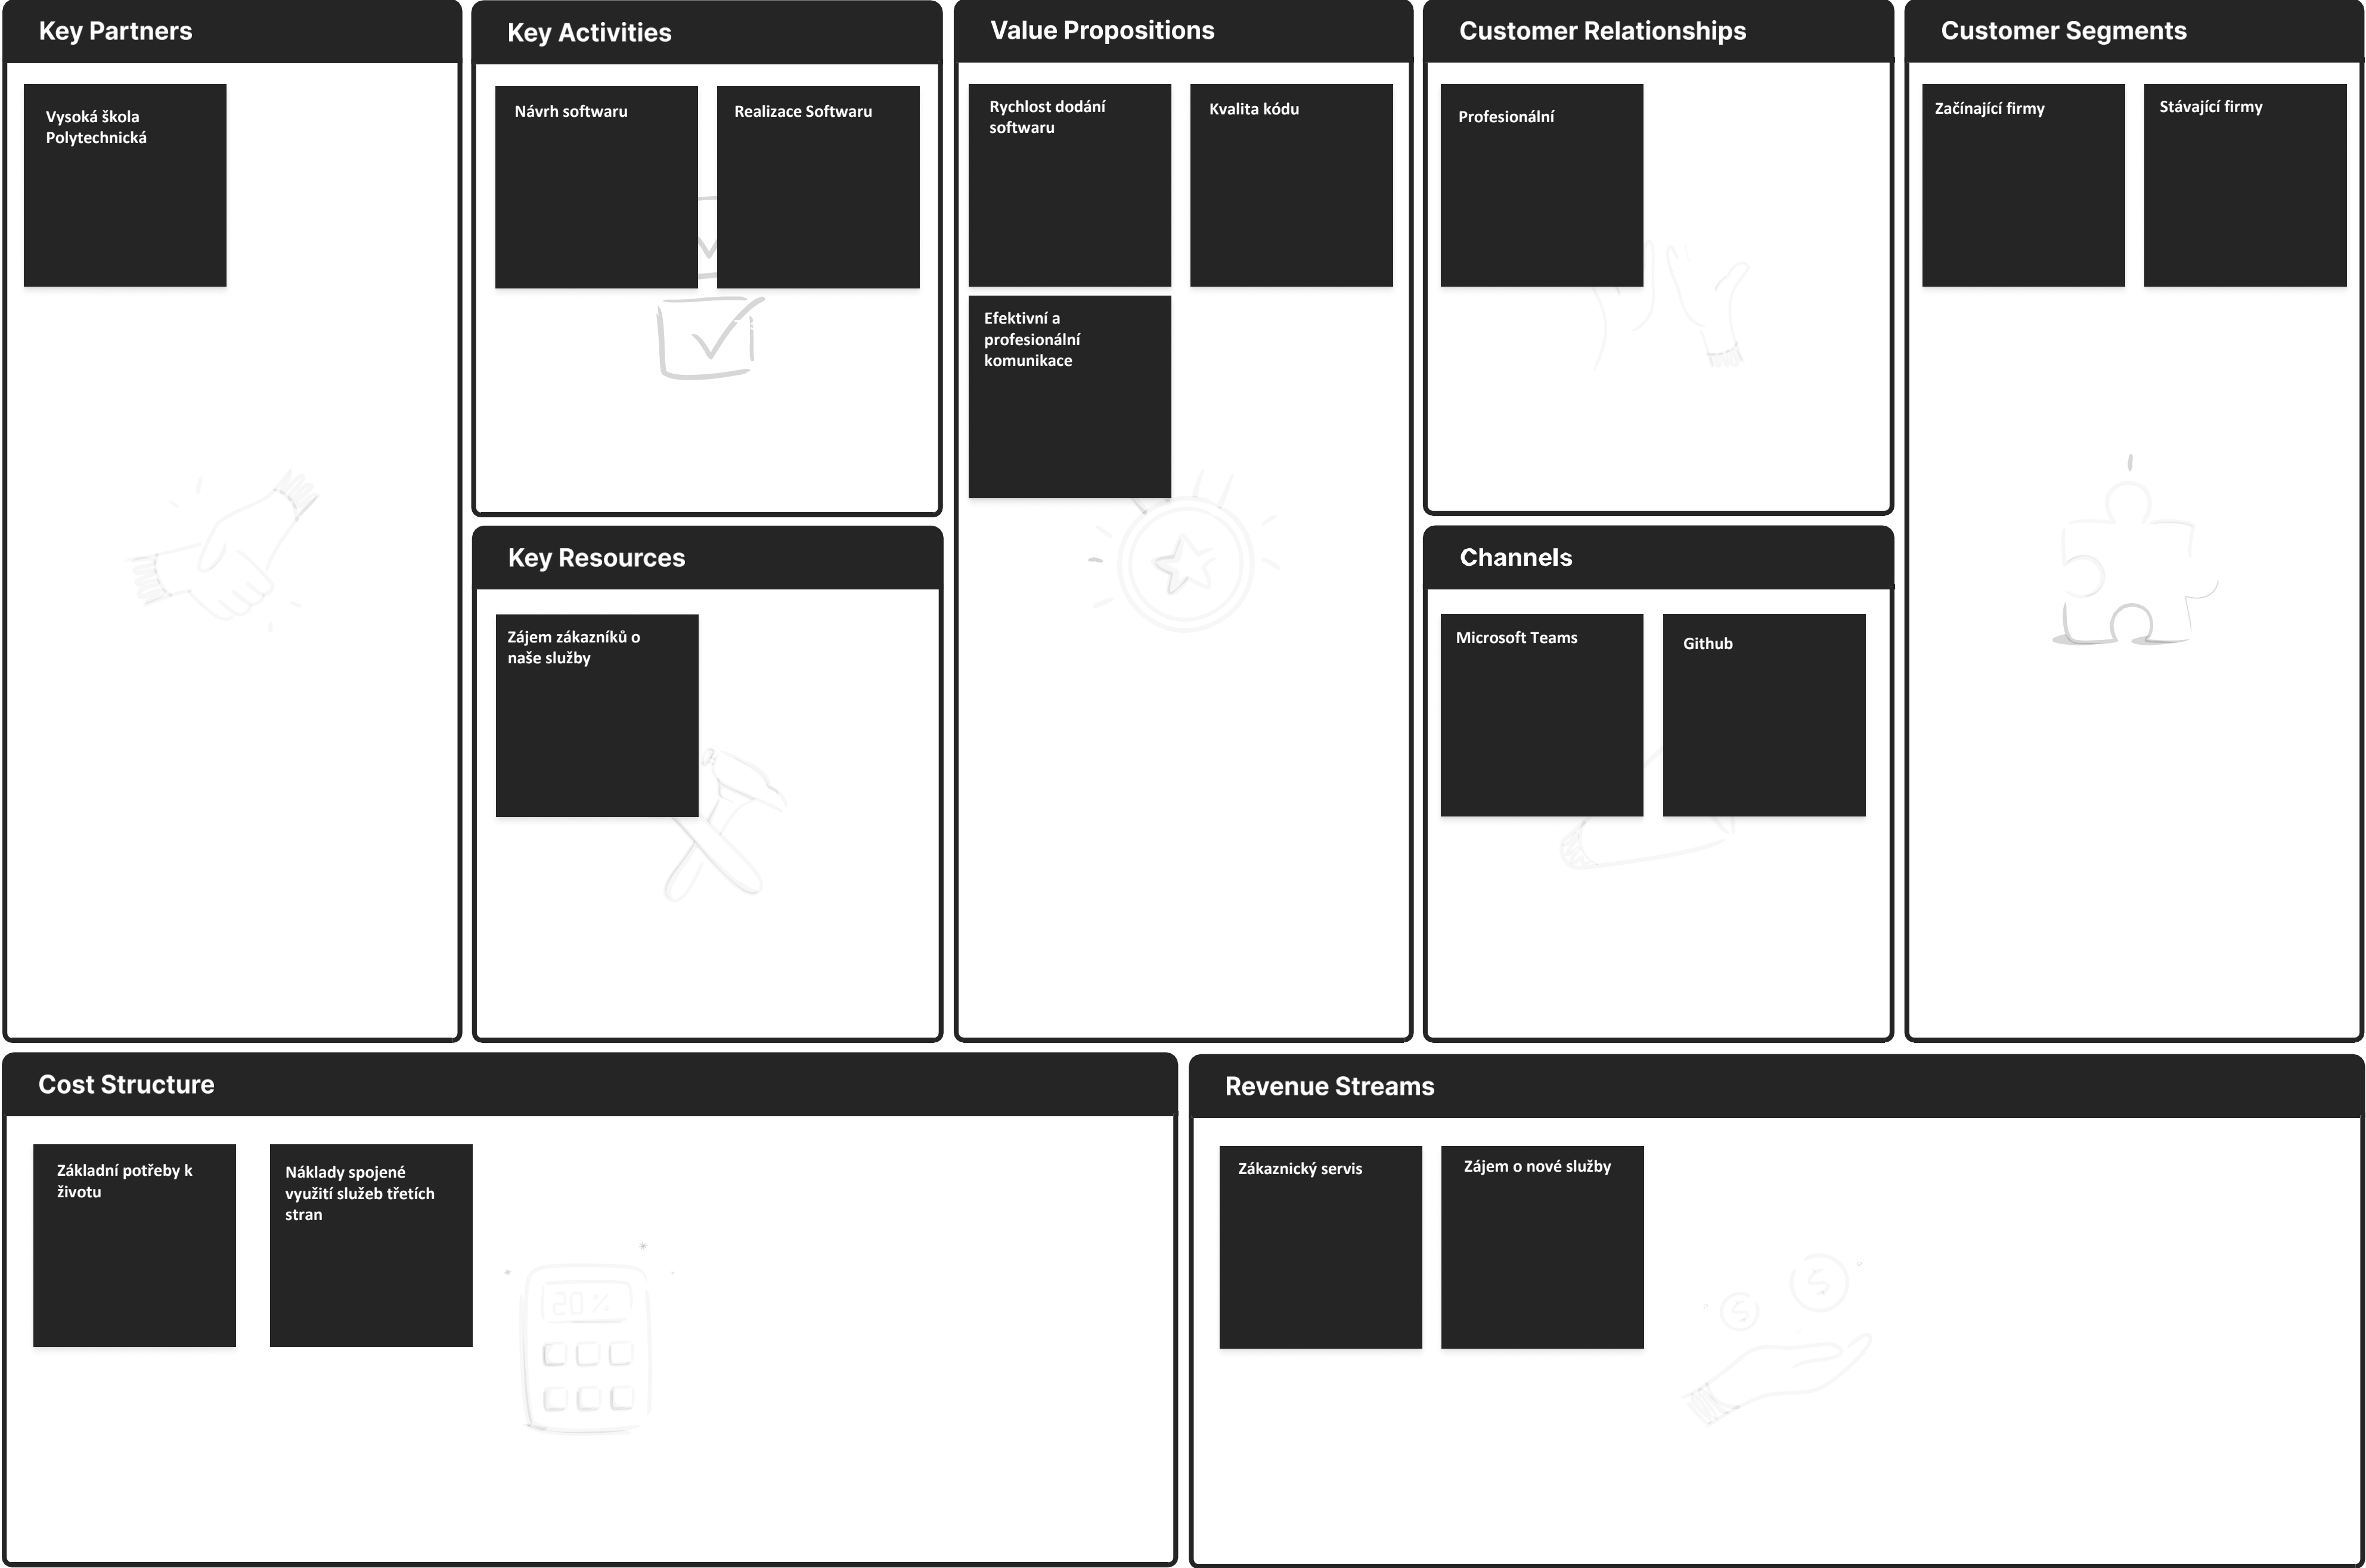 Key Partners
Vysoká škola
Polytechnická
Key Activities
Návrh softwaru
Realizace Softwaru
Key Resources
Zájem zákazníků o
naše služby
Value Propositions
Rychlost dodání
softwaru
Kvalita kódu
Efektivní a
profesionální
komunikace
Customer Relationships
Profesionální
Channels
Microsoft Teams
Github
Customer Segments
Začínající firmy
Stávající firmy
Cost Structure
Základní potřeby k
životu
Náklady spojené
využití služeb třetích
stran
20 %
Revenue Streams
Zákaznický servis
Zájem o nové služby